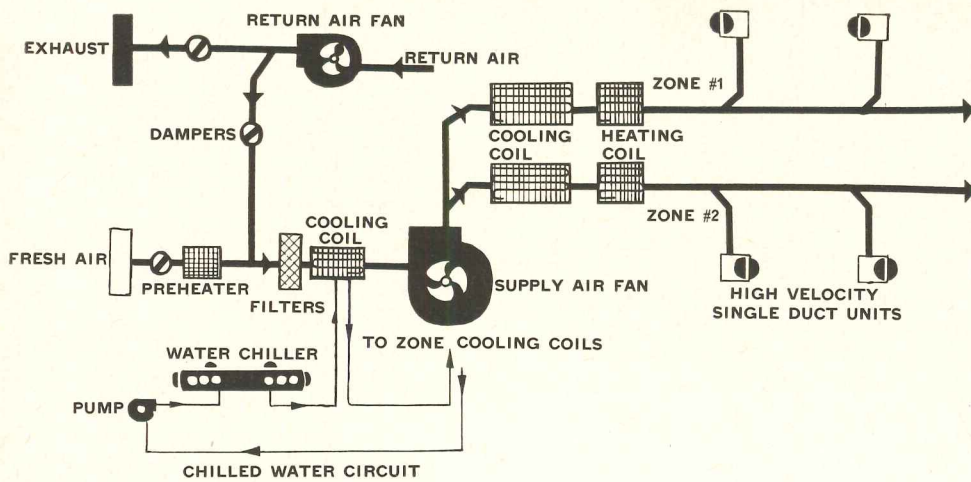 RETURN AIR FAN
EXHAUST
RETURN AIR
ZONE #1
DAMPERS
COOLING
COIL
HEATING
COIL
COOLING
COIL
ZONE #2
FRESH AIR
PREHEATER
FILTERS
SUPPLY AIR FAN
HIGH VELOCITY
SINGLE DUCT UNITS
TO ZONE COOLING COILS
WATER CHILLER
PUMP
CHILLED WATER CIRCUIT